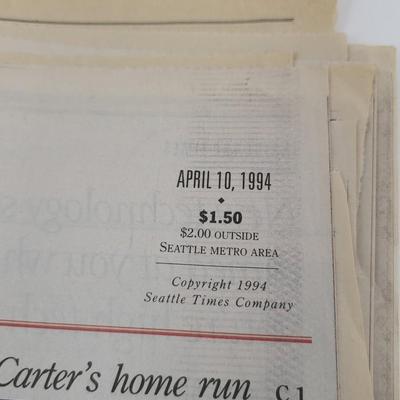 APRIL 10, 1994
$1.50
$2.00 OUTSIDE
SEATTLE METRO AREA
Copyright 1994
Seattle Times Company
Carter's home run C 1